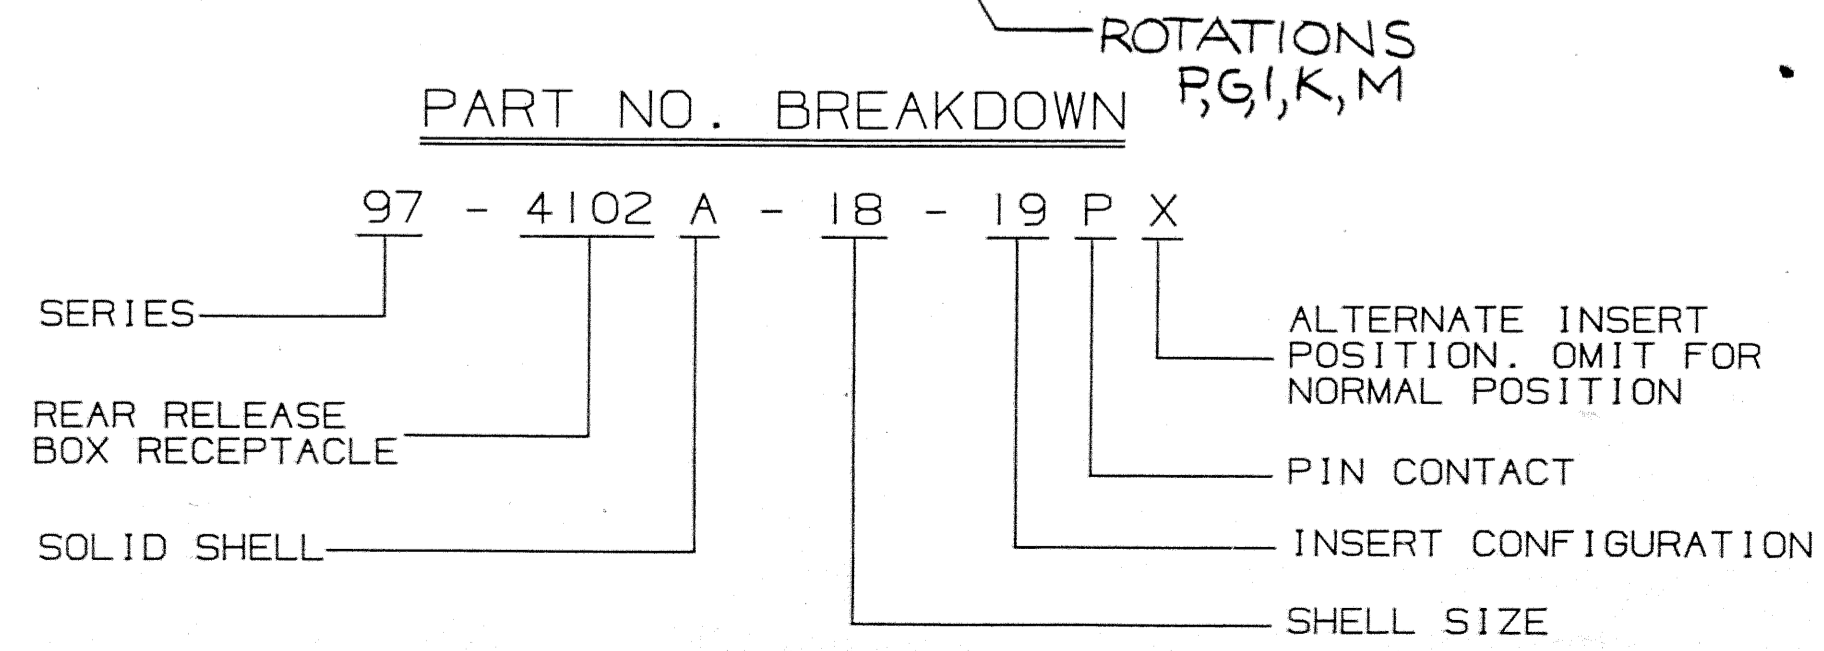 ROTATIONS
P,G,I,K,M
PART NO. BREAKDOWN
97 - 4102 A - 18 - 19 P X
SERIES
ALTERNATE INSERT
POSITION. OMIT FOR
NORMAL POSITION
REAR RELEASE
BOX RECEPTACLE
PIN CONTACT
SOLID SHELL
INSERT CONFIGURATION
SHELL SIZE